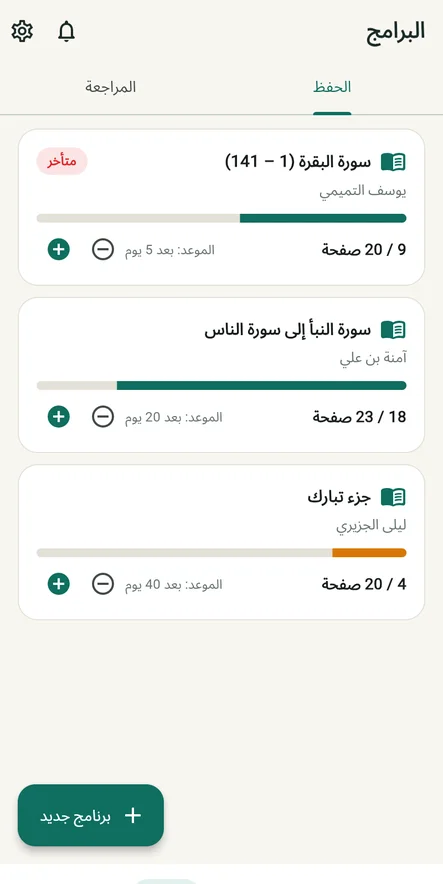 البرامج
الحفظ
المراجعة
سورة البقرة (1 – 141)
متأخر
يوسف التميمي
9 / 20 صفحة
الموعد: بعد 5 يوم
سورة النبأ إلى سورة الناس
آمنة بن علي
18 / 23 صفحة
الموعد: بعد 20 يوم
جزء تبارك
ليلى الجزيري
4 / 20 صفحة
الموعد: بعد 40 يوم
برنامج جديد